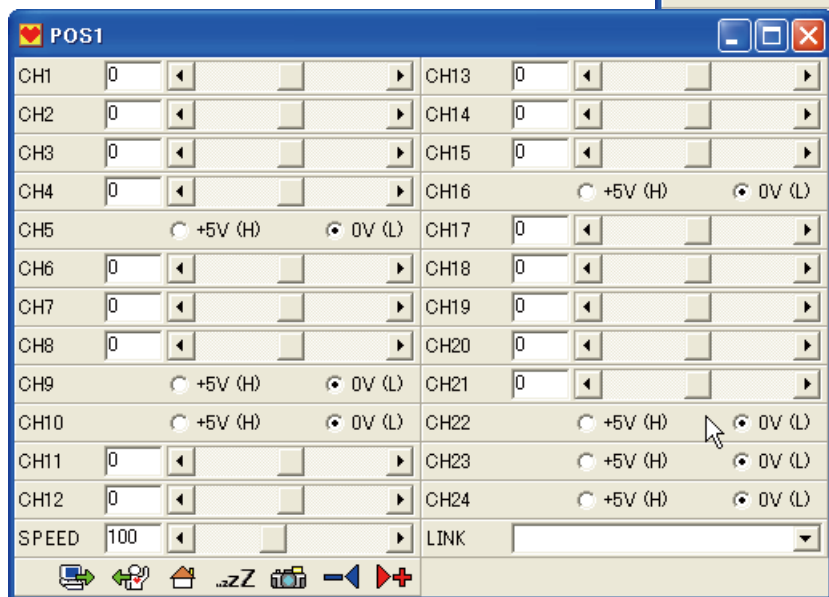 POS1
CH1 0
CH2 0
CH3 0
CH4 0
CH5 +5V (H) 0V (L)
CH6 0
CH7 0
CH8 0
CH9 +5V (H) 0V (L)
CH10 +5V (H) 0V (L)
CH11 0
CH12 0
SPEED 100
...zzZ
CH13 0
CH14 0
CH15 0
CH16 +5V (H) 0V (L)
CH17 0
CH18 0
CH19 0
CH20 0
CH21 0
CH22 +5V (H) 0V (L)
CH23 +5V (H) 0V (L)
CH24 +5V (H) 0V (L)
LINK